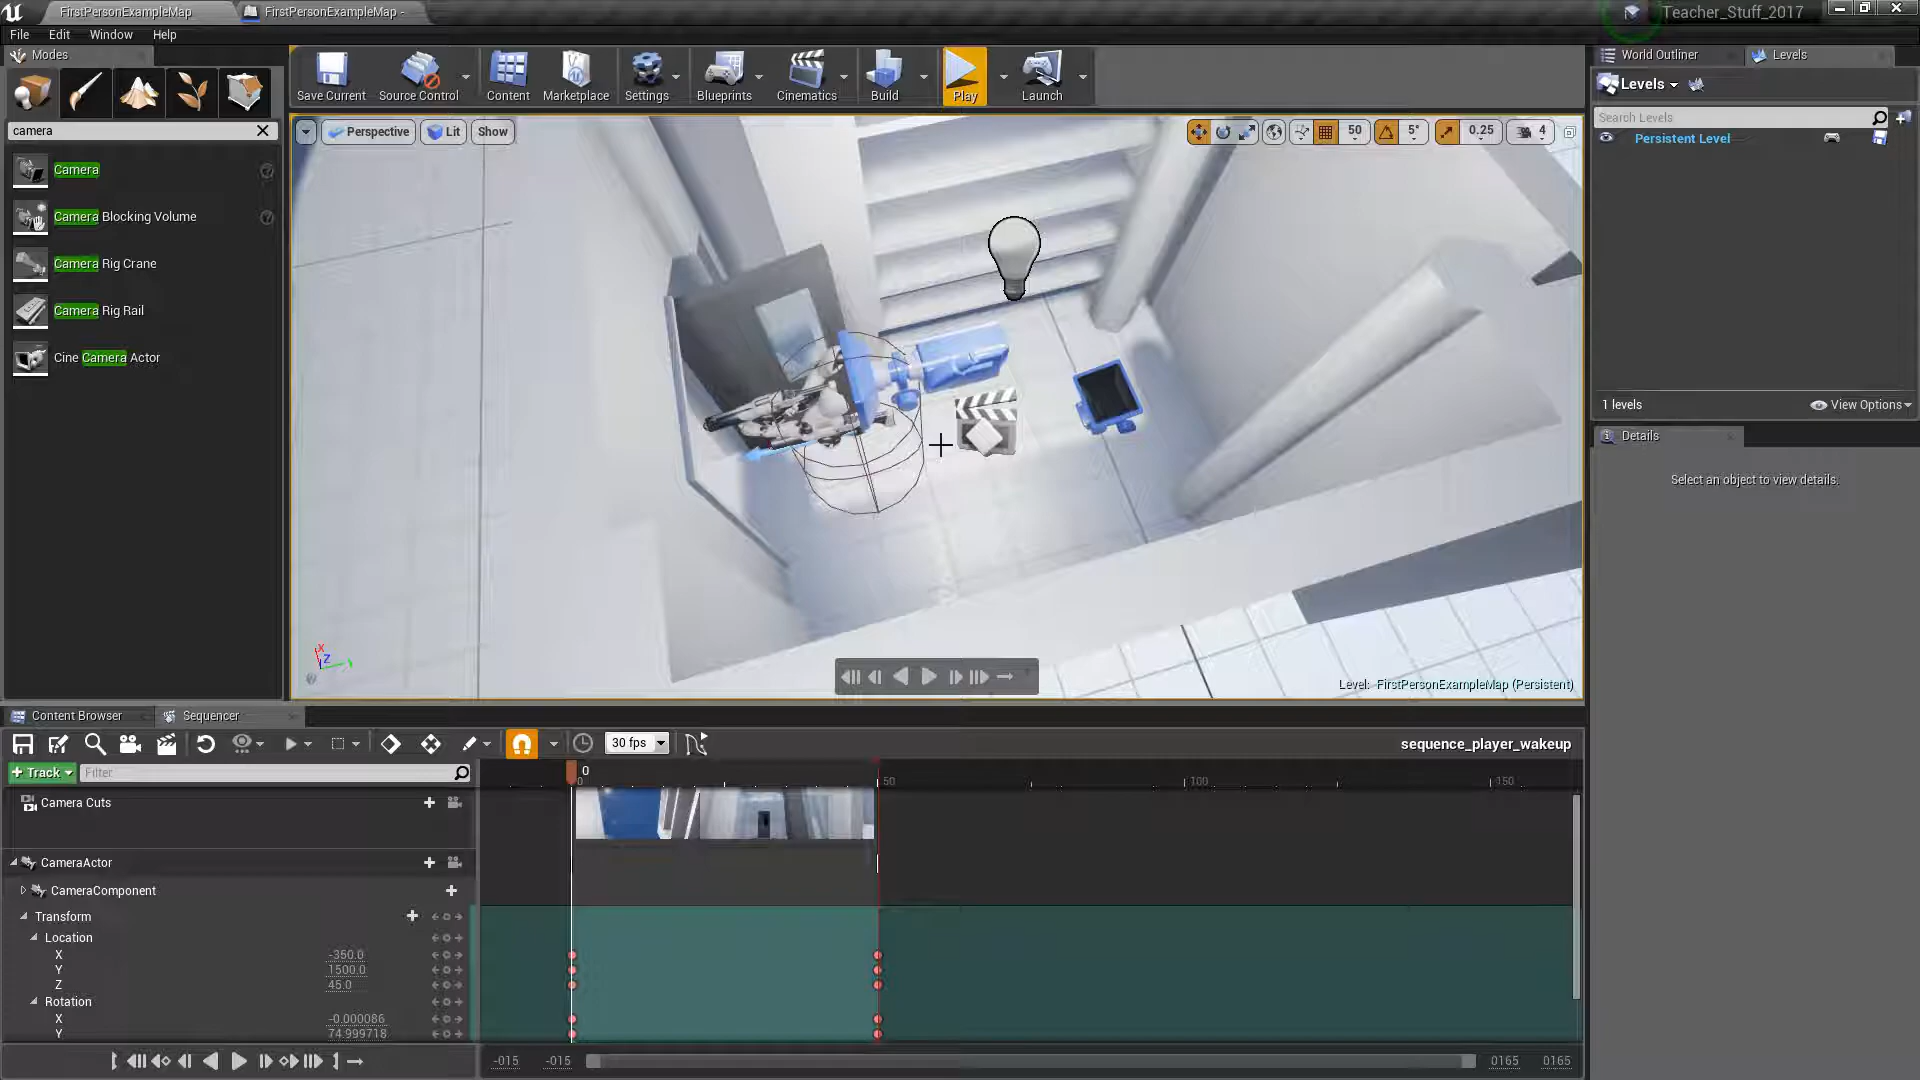 FirstPersonExampleMap
FirstPersonExampleMap -
Teacher_Stuff_2017
File Edit Window Help
Modes
World Outliner
Levels
Save Current
Source Control
Content
Marketplace
Settings
Blueprints
Cinematics
Build
Play
Launch
Levels
camera
Perspective
Lit
Show
50
5°
0.25
4
Search Levels
Persistent Level
Camera
Camera Blocking Volume
Camera Rig Crane
Camera Rig Rail
Cine Camera Actor
1 levels
View Options
Details
Select an object to view details.
X
Z
Level: FirstPersonExampleMap (Persistent)
Content Browser
Sequencer
30 fps
sequence_player_wakeup
+ Track
Filter
0
0
50
100
150
Camera Cuts
CameraActor
CameraComponent
Transform
Location
X -350.0
Y 1500.0
Z 45.0
Rotation
X -0.000086
Y 74.999718
-015
-015
0165
0165